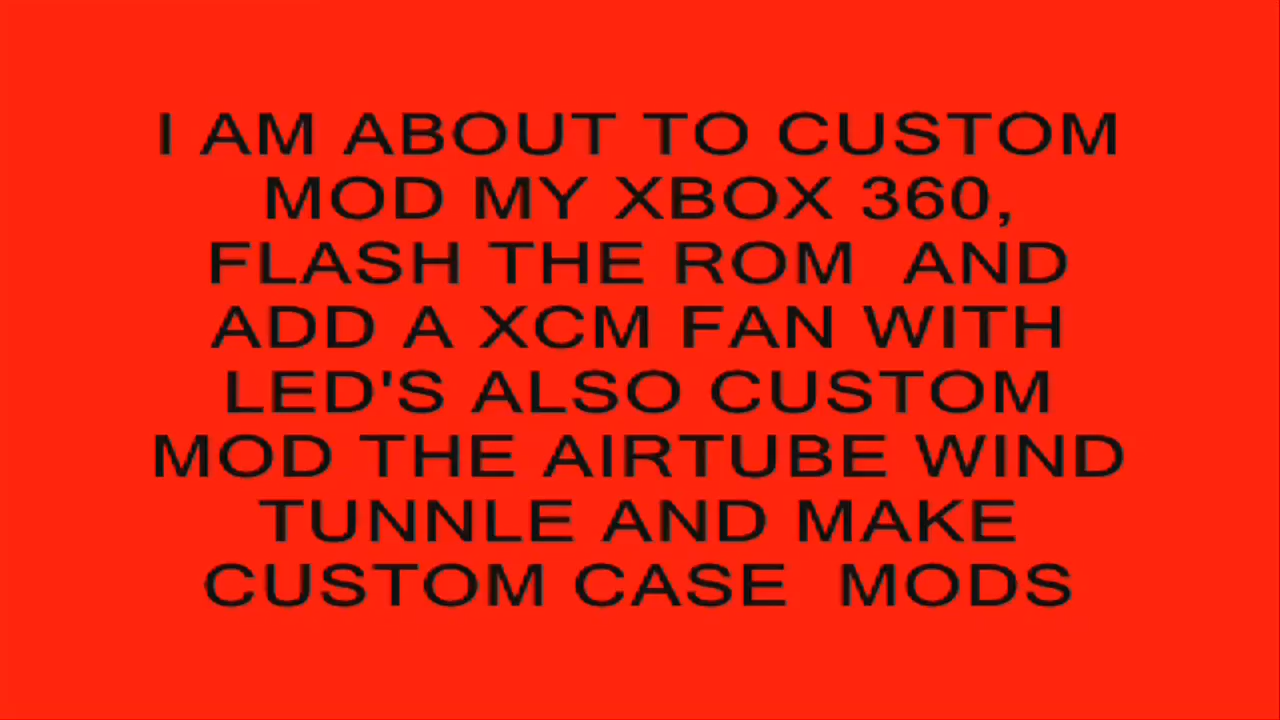 I AM ABOUT TO CUSTOM
MOD MY XBOX 360,
FLASH THE ROM  AND
ADD A XCM FAN WITH
LED'S ALSO CUSTOM
MOD THE AIRTUBE WIND
TUNNLE AND MAKE
CUSTOM CASE  MODS